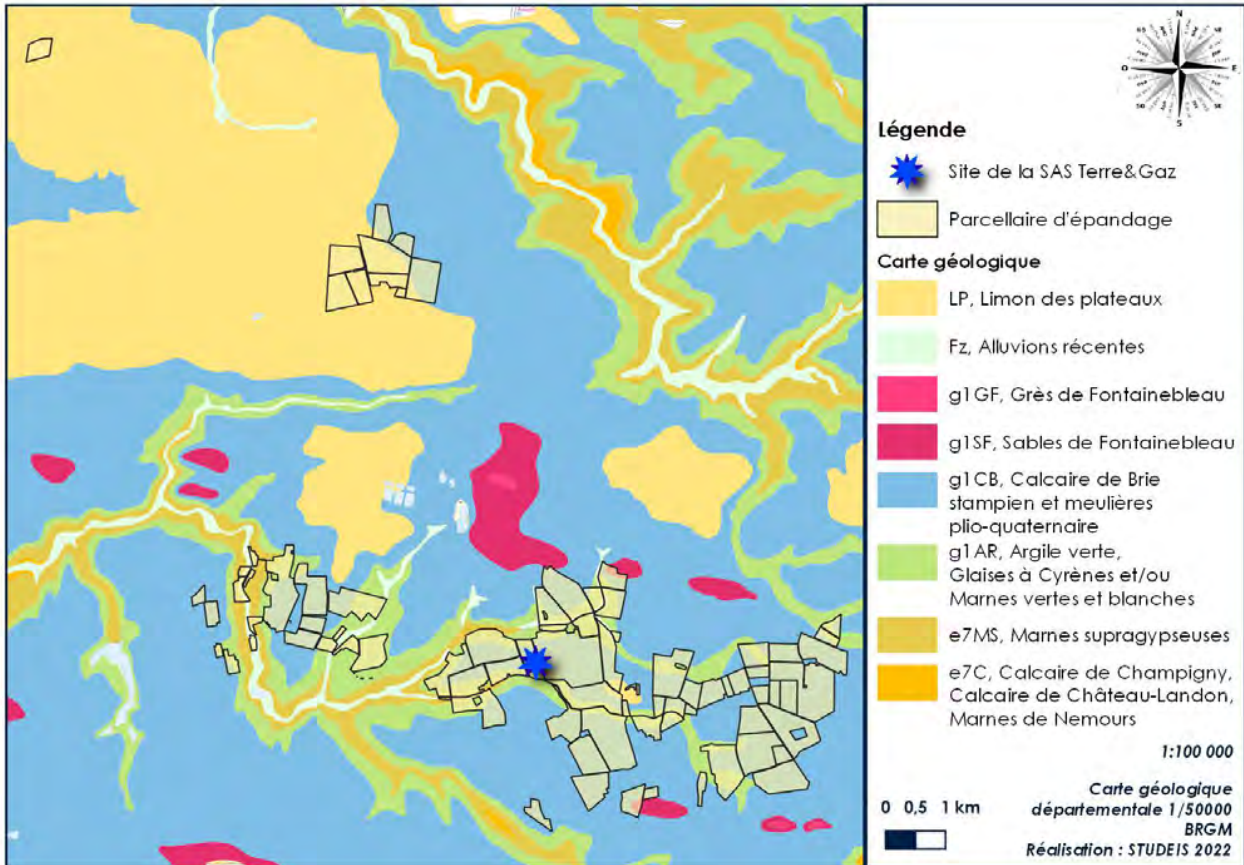 N
O
E
S
Légende
Site de la SAS Terre&Gaz
Parcellaire d'épandage
Carte géologique
LP, Limon des plateaux
Fz, Alluvions récentes
g1GF, Grès de Fontainebleau
g1SF, Sables de Fontainebleau
g1CB, Calcaire de Brie
stampien et meulières
plio-quaternaire
g1AR, Argile verte,
Glaises à Cyrènes et/ou
Marnes vertes et blanches
e7MS, Marnes supragypseuses
e7C, Calcaire de Champigny,
Calcaire de Château-Landon,
Marnes de Nemours
1:100 000
0 0,5 1 km
Carte géologique
départementale 1/50000
BRGM
Réalisation : STUDEIS 2022